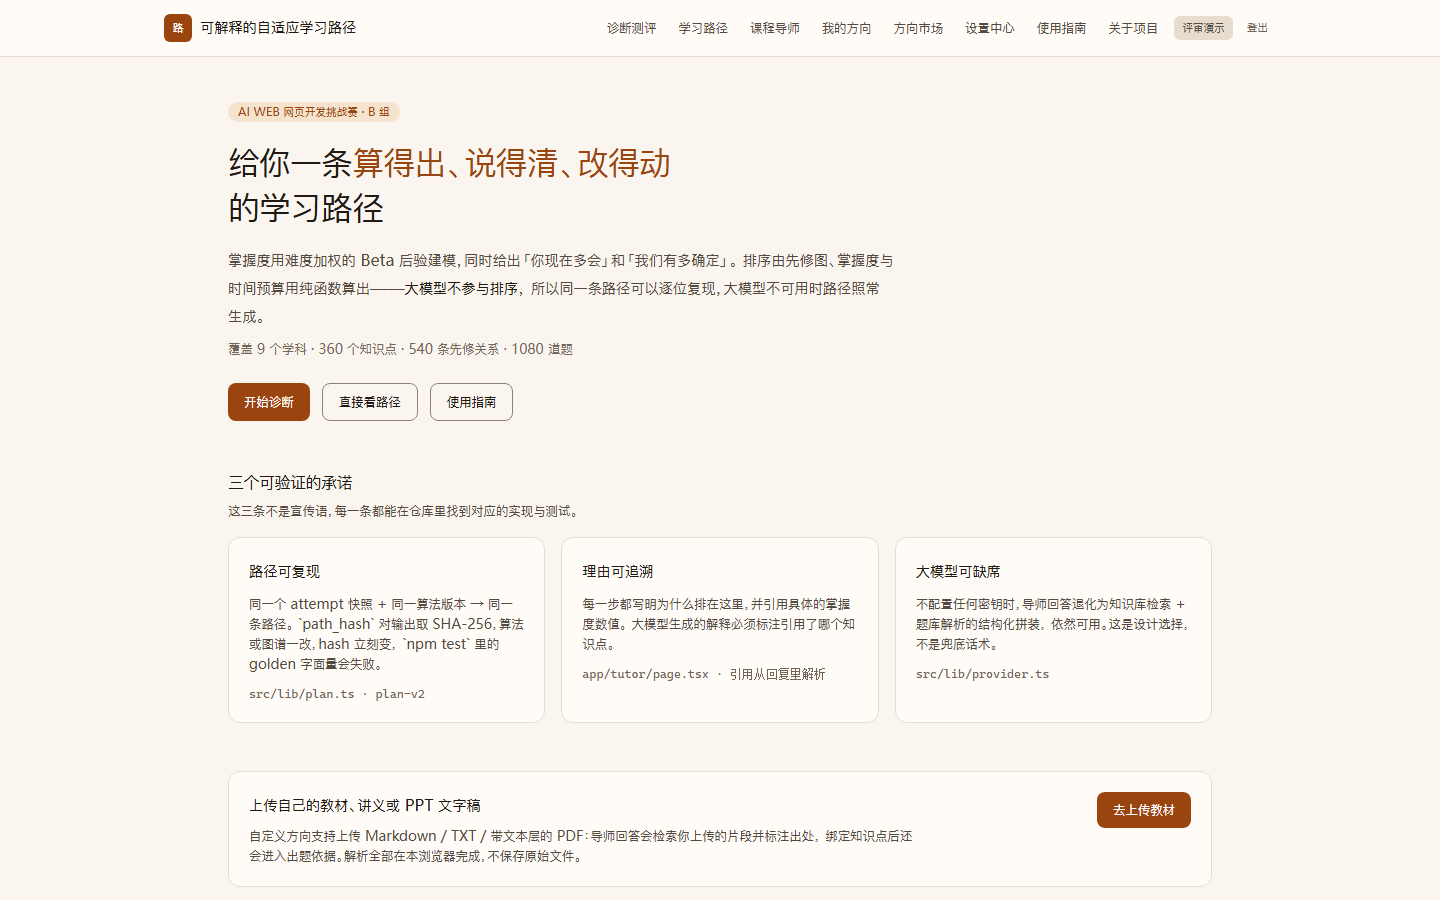 路 可解释的自适应学习路径 诊断测评 学习路径 课程导师 我的方向 方向市场 设置中心 使用指南 关于项目 评审演示 登出
AI WEB 网页开发挑战赛 · B 组
给你一条算得出、说得清、改得动
的学习路径
掌握度用难度加权的 Beta 后验建模，同时给出「你现在多会」和「我们有多确定」。排序由先修图、掌握度与
时间预算用纯函数算出——大模型不参与排序，所以同一条路径可以逐位复现，大模型不可用时路径照常
生成。
覆盖 9 个学科 · 360 个知识点 · 540 条先修关系 · 1080 道题
开始诊断 直接看路径 使用指南
三个可验证的承诺
这三条不是宣传语，每一条都能在仓库里找到对应的实现与测试。
路径可复现
同一个 attempt 快照 + 同一算法版本 → 同一
条路径。`path_hash` 对输出取 SHA-256，算法
或图谱一改，hash 立刻变，`npm test` 里的
golden 字面量会失败。
src/lib/plan.ts · plan-v2
理由可追溯
每一步都写明为什么排在这里，并引用具体的掌握
度数值。大模型生成的解释必须标注引用了哪个知
识点。
app/tutor/page.tsx · 引用从回复里解析
大模型可缺席
不配置任何密钥时，导师回答退化为知识库检索 +
题库解析的结构化拼装，依然可用。这是设计选择，
不是兜底话术。
src/lib/provider.ts
上传自己的教材、讲义或 PPT 文字稿
自定义方向支持上传 Markdown / TXT / 带文本层的 PDF：导师回答会检索你上传的片段并标注出处，绑定知识点后还
会进入出题依据。解析全部在本浏览器完成，不保存原始文件。
去上传教材